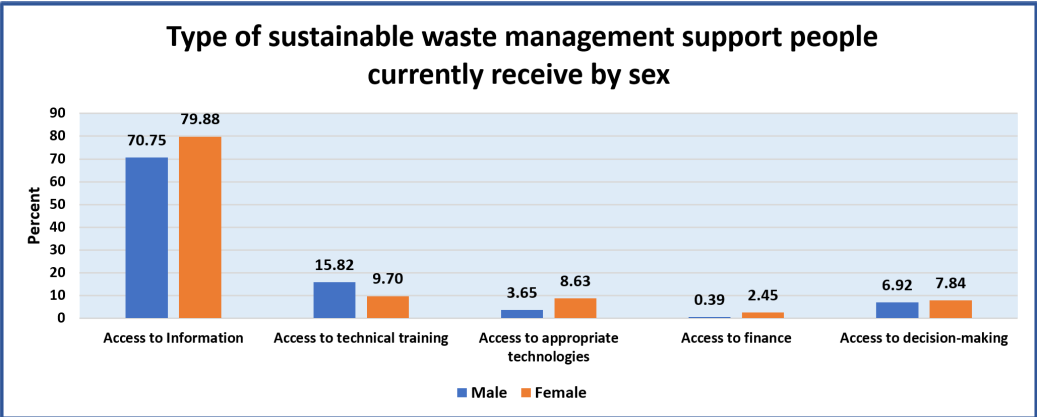 Type of sustainable waste management support people
currently receive by sex
Percent
90
80
70
60
50
40
30
20
10
0
70.75
79.88
15.82
9.70
3.65
8.63
0.39
2.45
6.92
7.84
Access to Information
Access to technical training
Access to appropriate
technologies
Access to finance
Access to decision-making
Male
Female